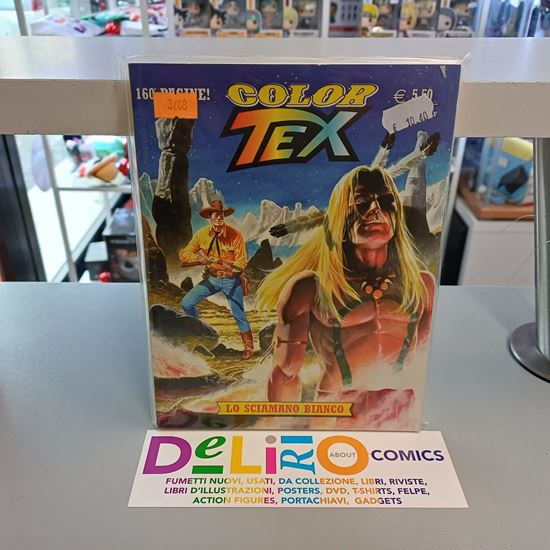 160 PAGINE!
COLOR
TEX
€ 5,50
3/08
€ 10,40
LO SCIAMANO BIANCO
DeLiRiO ABOUT COMICS
FUMETTI NUOVI, USATI, DA COLLEZIONE, LIBRI, RIVISTE,
LIBRI D'ILLUSTRAZIONI, POSTERS, DVD, T-SHIRTS, FELPE,
ACTION FIGURES, PORTACHIAVI, GADGETS